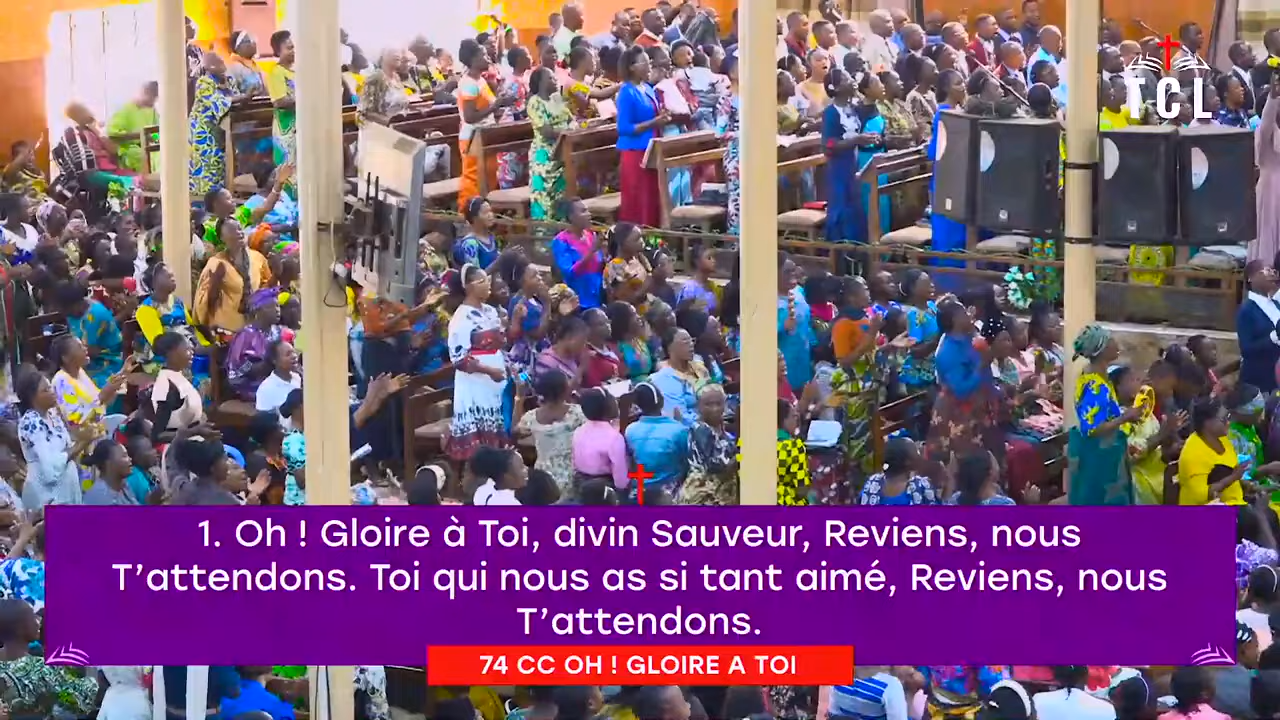 TCL
1. Oh ! Gloire à Toi, divin Sauveur, Reviens, nous
T’attendons. Toi qui nous as si tant aimé, Reviens, nous
T’attendons.
74 CC OH ! GLOIRE A TOI